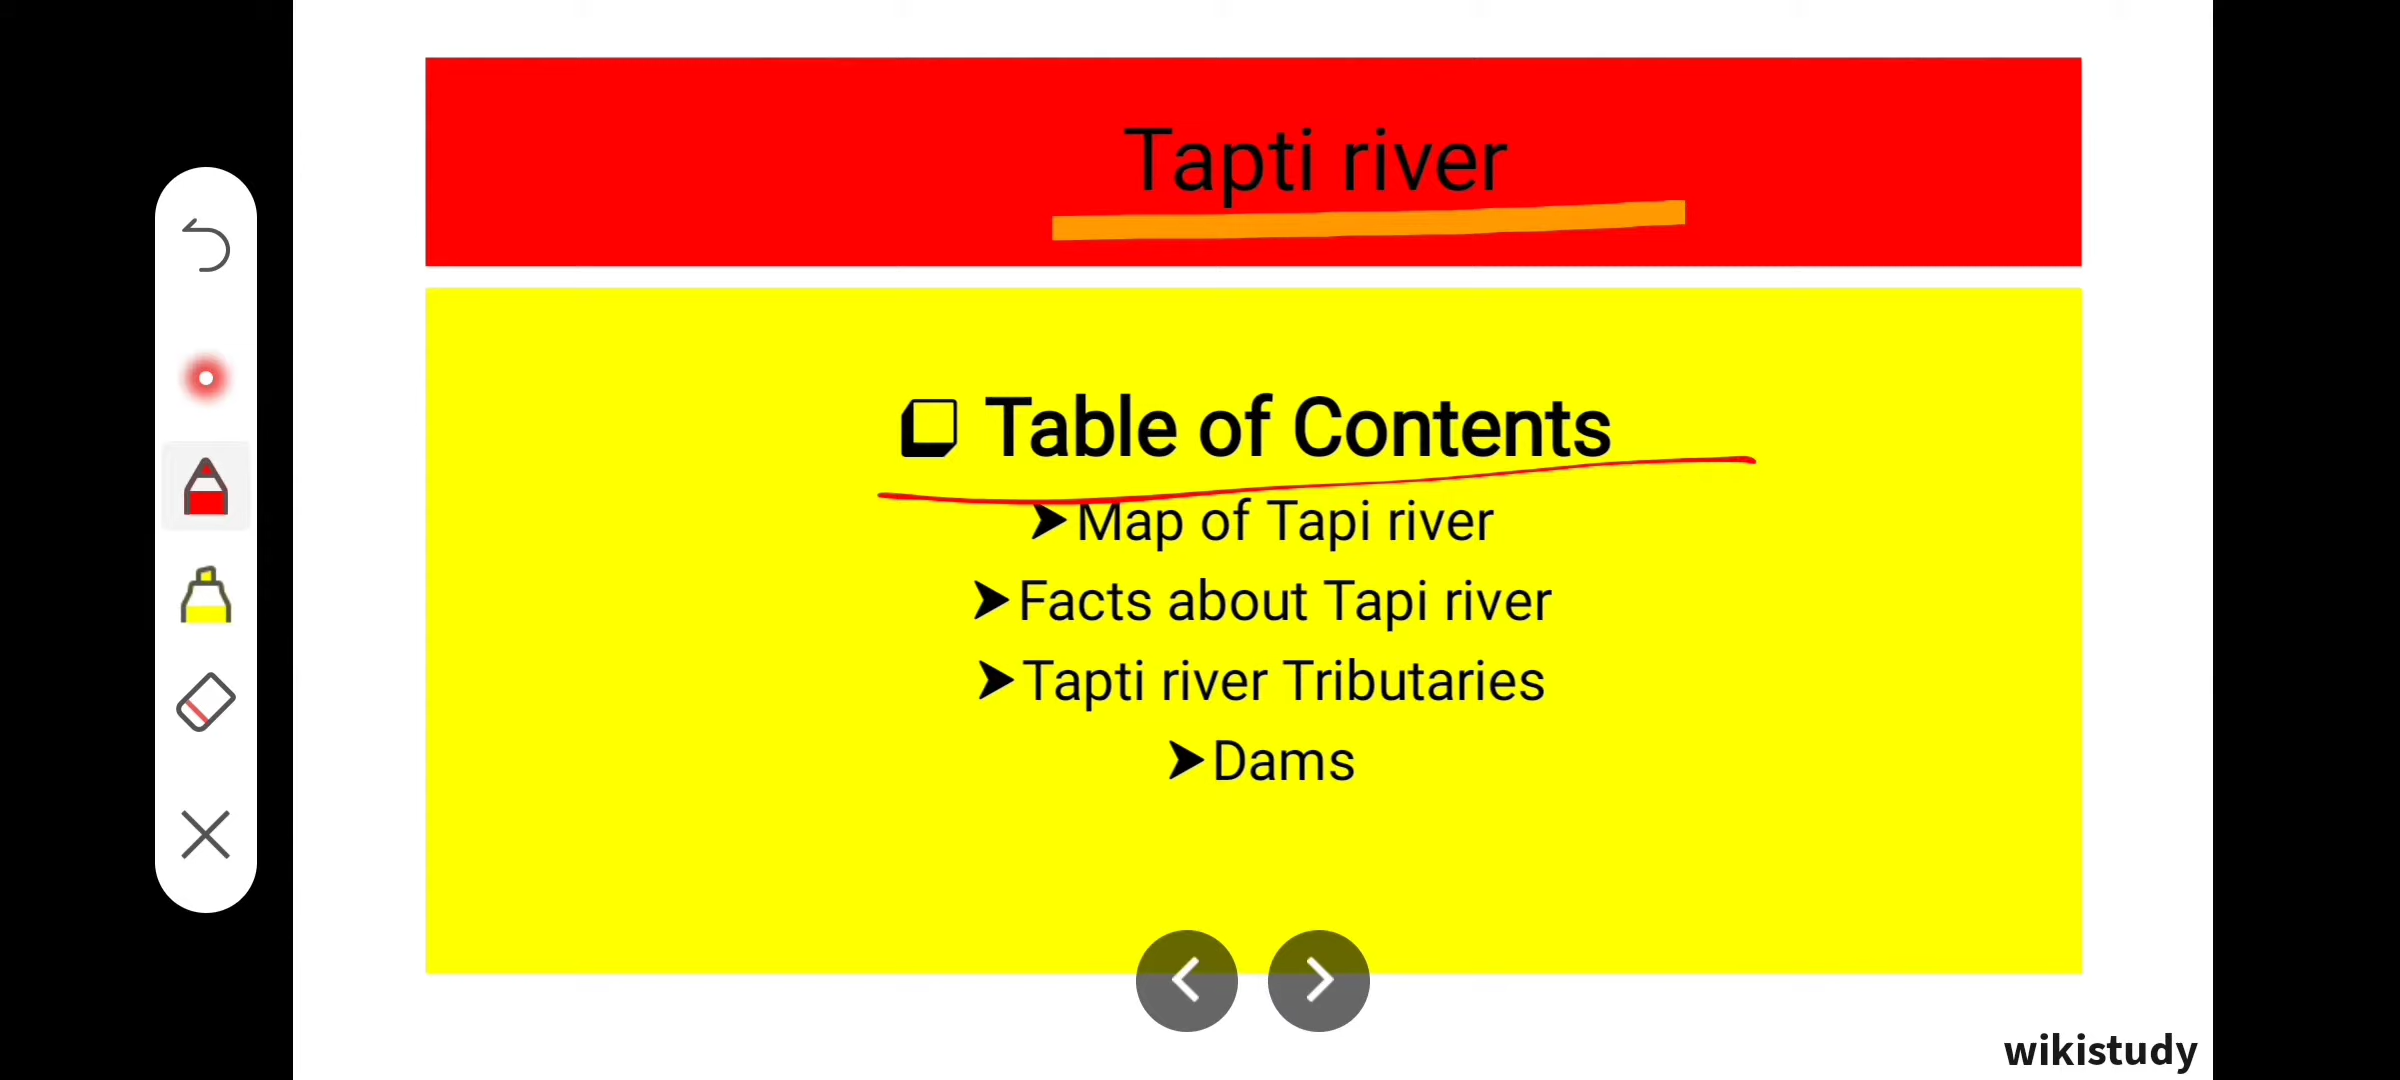 Tapti river
❑ Table of Contents
➤Map of Tapi river
➤Facts about Tapi river
➤Tapti river Tributaries
➤Dams
wikistudy